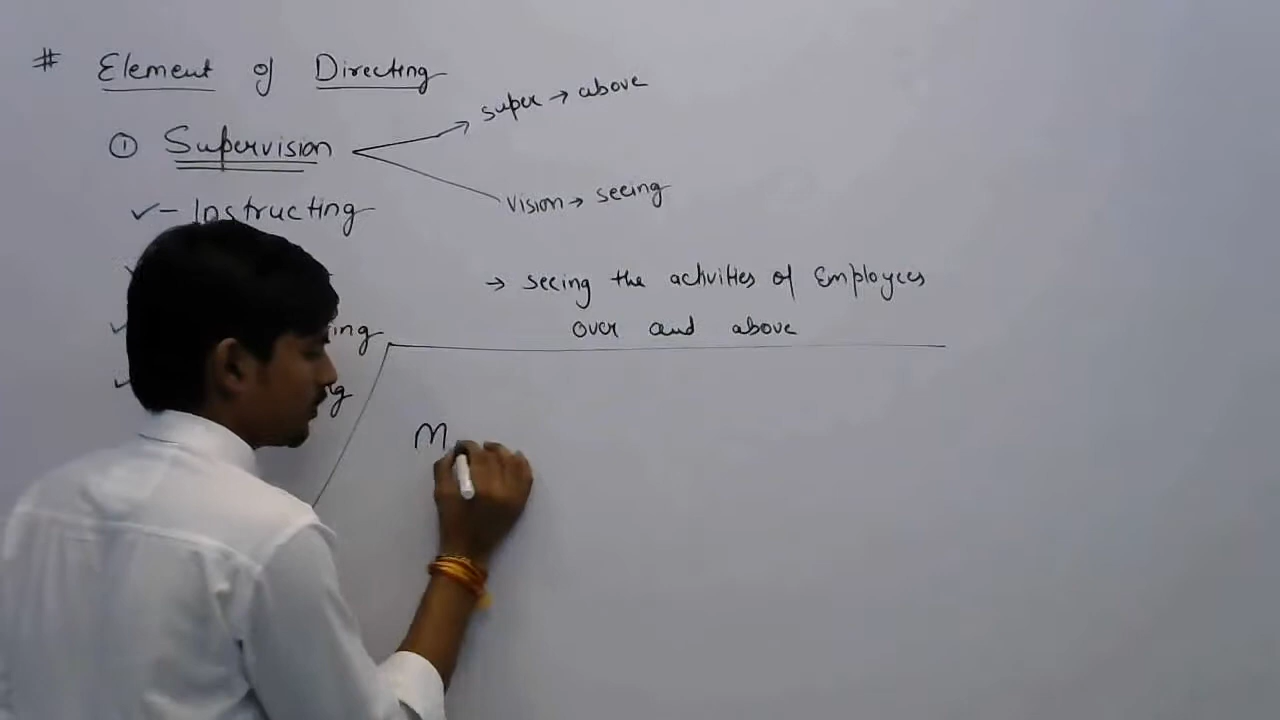 # Element of Directing
① Supervision
super → above
Vision → seeing
✓ - Instructing
→ seeing the activities of Employees
over and above
M